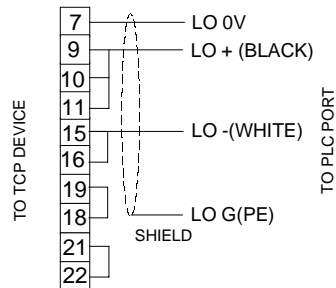 7 LO 0V
9 LO + (BLACK)
10
11
15 LO -(WHITE)
16
19
18 LO G(PE)
SHIELD
21
22
TO TCP DEVICE
TO PLC PORT